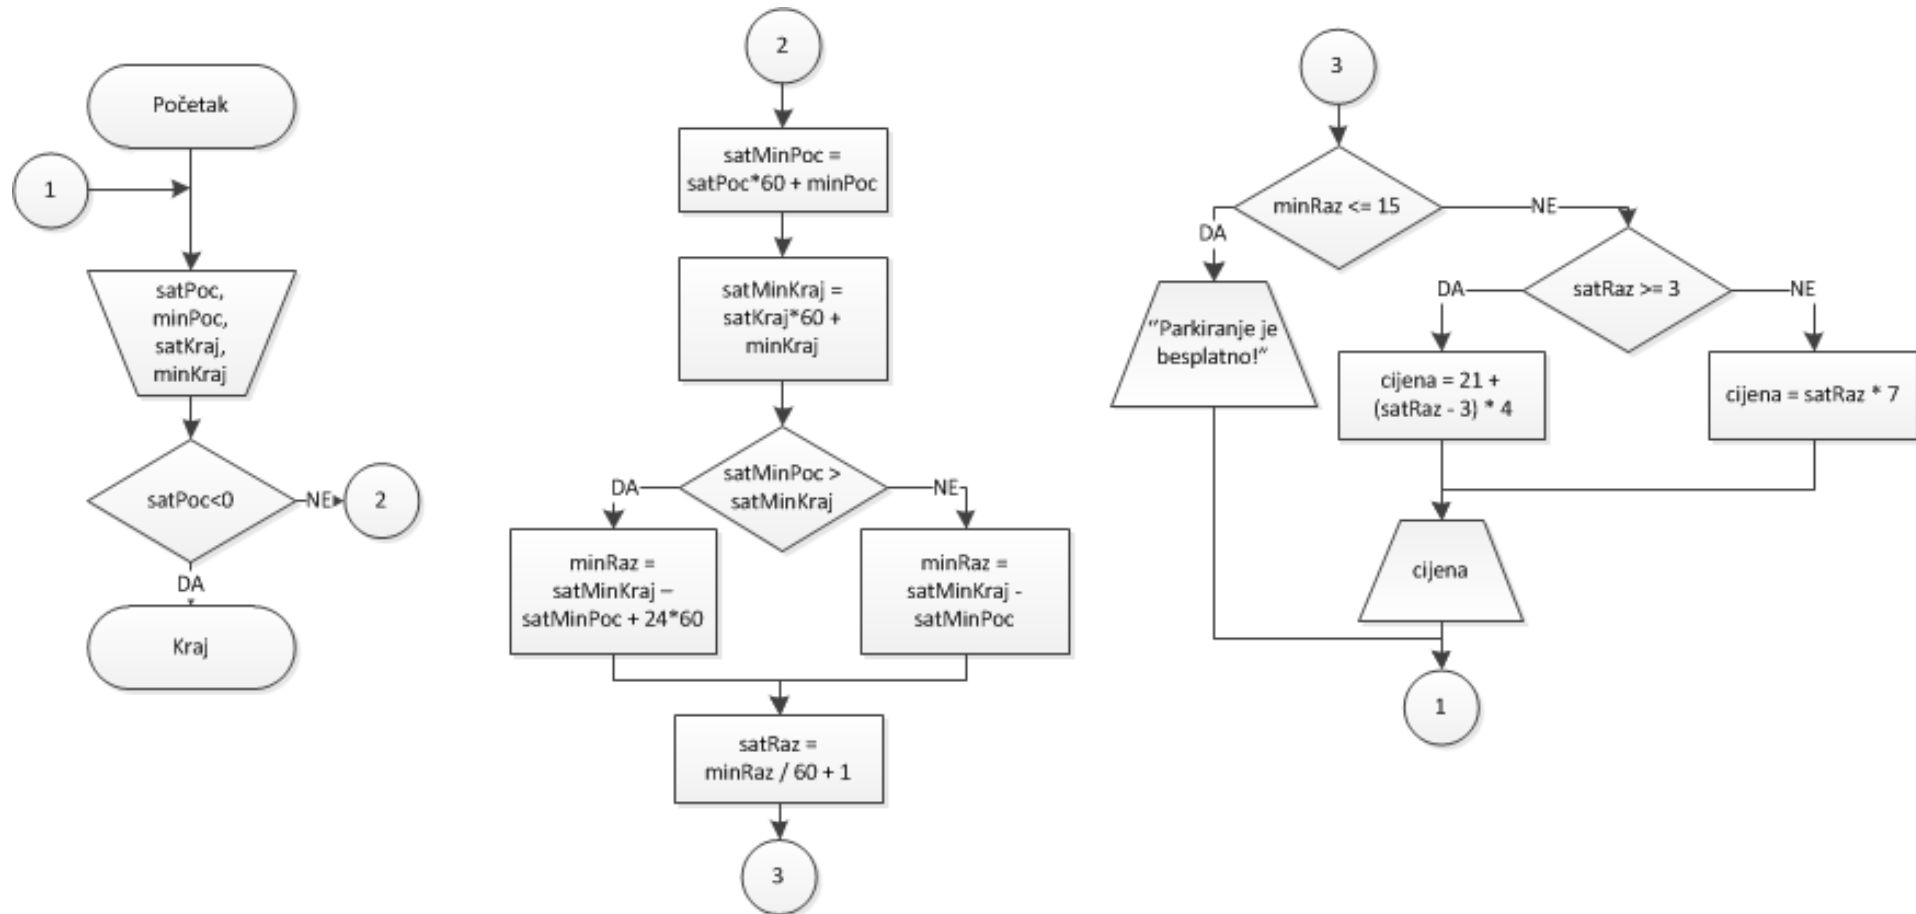 Početak
1
satPoc,
minPoc,
satKraj,
minKraj
satPoc<0
NE
2
DA
Kraj
2
satMinPoc =
satPoc*60 + minPoc
satMinKraj =
satKraj*60 +
minKraj
satMinPoc >
satMinKraj
DA
NE
minRaz =
satMinKraj –
satMinPoc + 24*60
minRaz =
satMinKraj -
satMinPoc
satRaz =
minRaz / 60 + 1
3
3
minRaz <= 15
NE
DA
satRaz >= 3
DA
NE
“Parkiranje je
besplatno!”
cijena = 21 +
(satRaz - 3) * 4
cijena = satRaz * 7
cijena
1